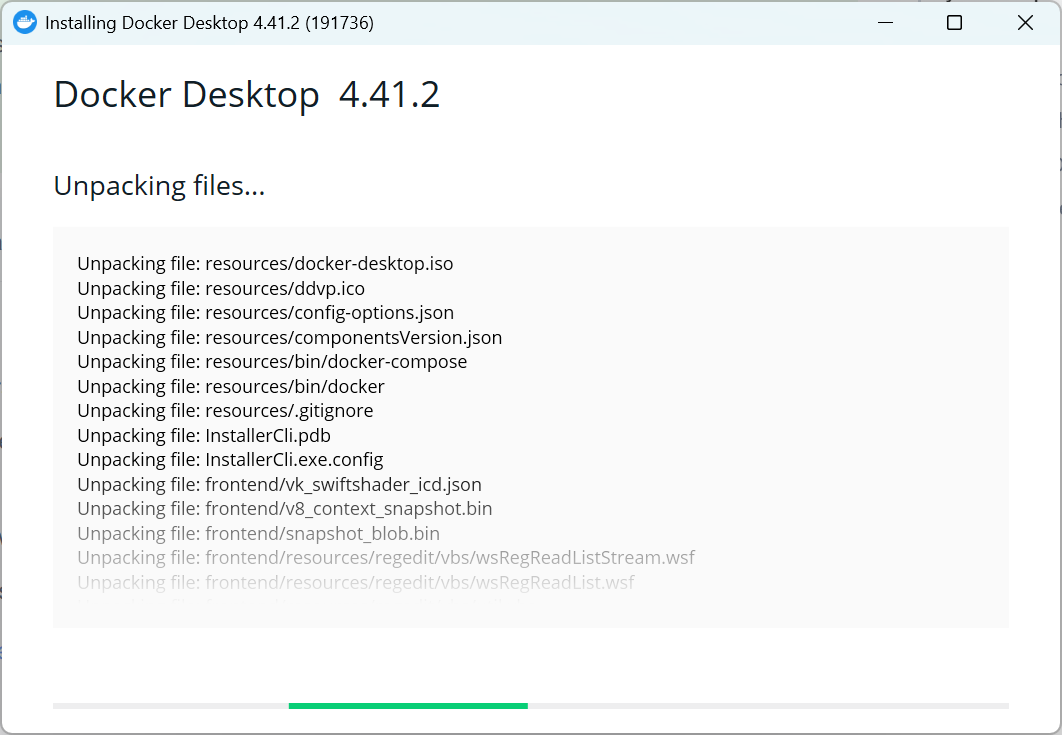 Installing Docker Desktop 4.41.2 (191736)
Docker Desktop 4.41.2
Unpacking files...
Unpacking file: resources/docker-desktop.iso
Unpacking file: resources/ddvp.ico
Unpacking file: resources/config-options.json
Unpacking file: resources/componentsVersion.json
Unpacking file: resources/bin/docker-compose
Unpacking file: resources/bin/docker
Unpacking file: resources/.gitignore
Unpacking file: InstallerCli.pdb
Unpacking file: InstallerCli.exe.config
Unpacking file: frontend/vk_swiftshader_icd.json
Unpacking file: frontend/v8_context_snapshot.bin
Unpacking file: frontend/snapshot_blob.bin
Unpacking file: frontend/resources/regedit/vbs/wsRegReadListStream.wsf
Unpacking file: frontend/resources/regedit/vbs/wsRegReadList.wsf